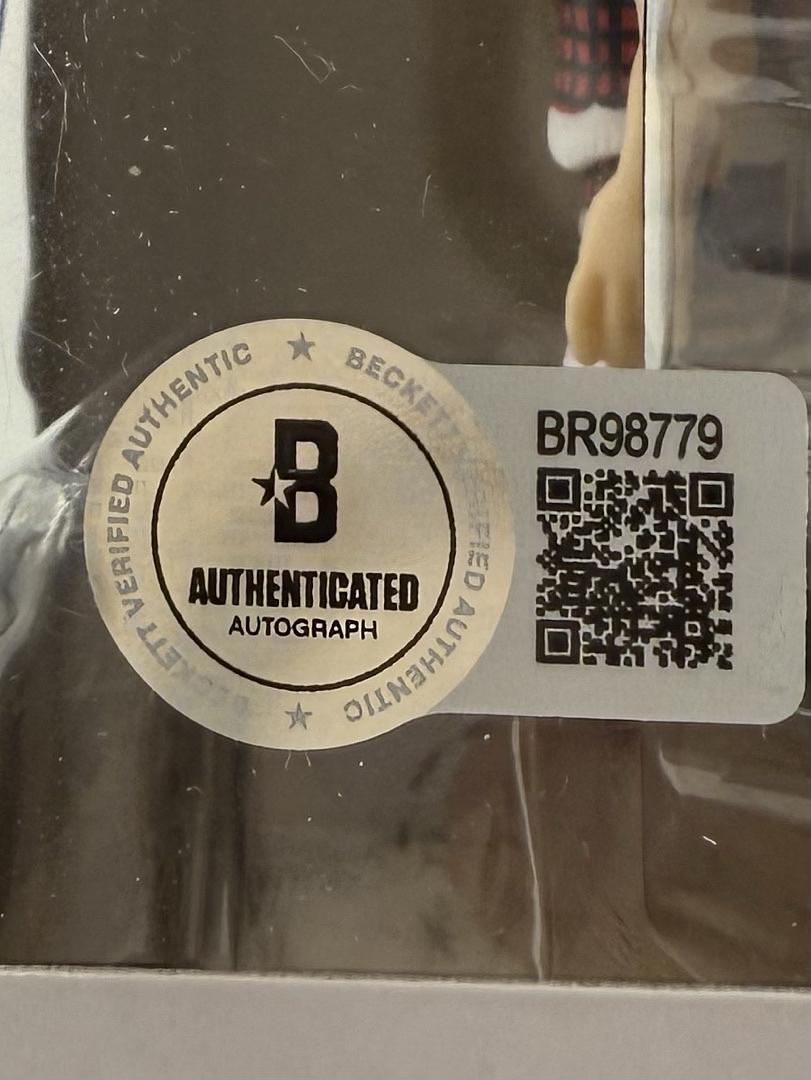 BECKETT VERIFIED AUTHENTIC ★ BECKETT VERIFIED AUTHENTIC ★
B
AUTHENTICATED
AUTOGRAPH
BR98779